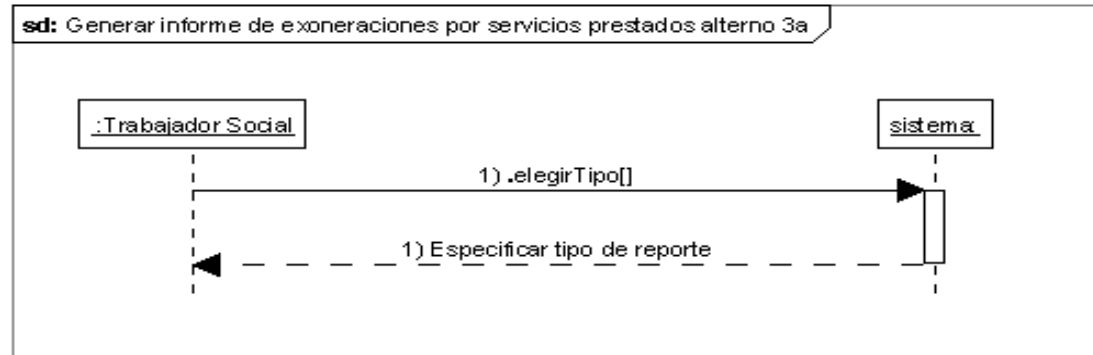 sd: Generar informe de exoneraciones por servicios prestados alterno 3a
:Trabajador Social
sistema:
1) .elegirTipo[]
1) Especificar tipo de reporte